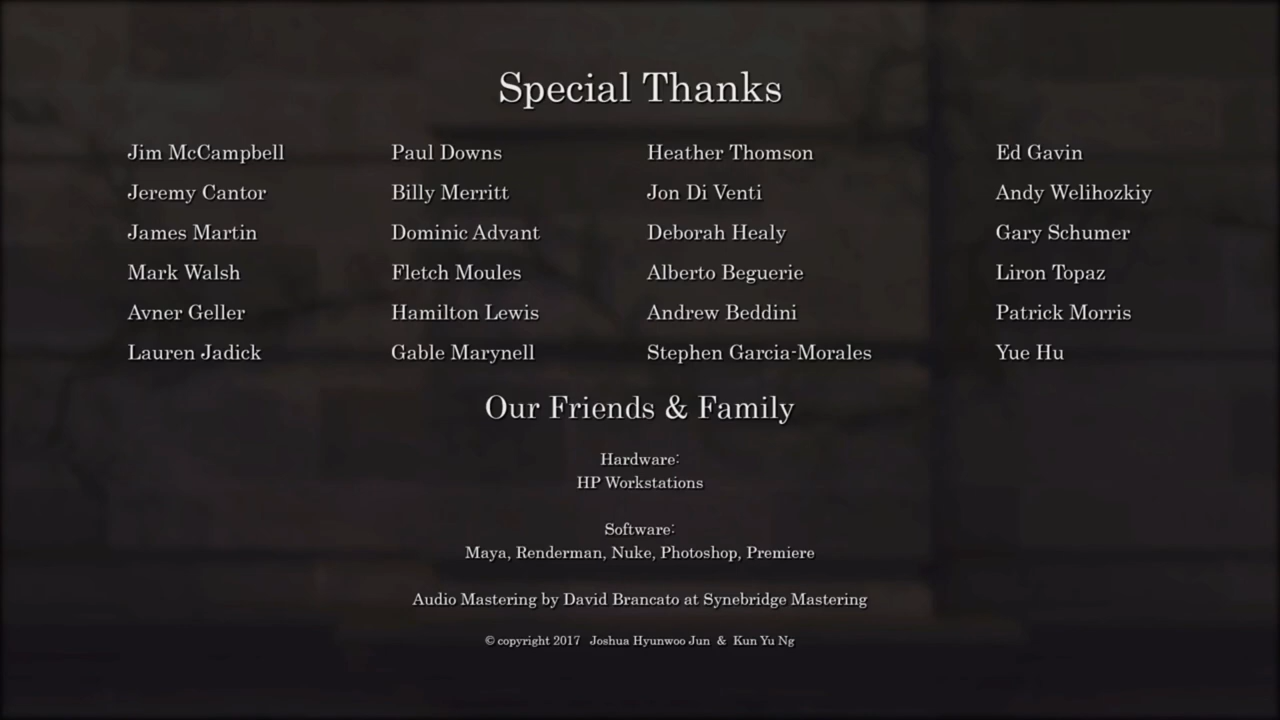 Special Thanks
Jim McCampbell Paul Downs Heather Thomson Ed Gavin
Jeremy Cantor Billy Merritt Jon Di Venti Andy Welihozkiy
James Martin Dominic Advant Deborah Healy Gary Schumer
Mark Walsh Fletch Moules Alberto Beguerie Liron Topaz
Avner Geller Hamilton Lewis Andrew Beddini Patrick Morris
Lauren Jadick Gable Marynell Stephen Garcia-Morales Yue Hu
Our Friends & Family
Hardware:
HP Workstations
Software:
Maya, Renderman, Nuke, Photoshop, Premiere
Audio Mastering by David Brancato at Synebridge Mastering
© copyright 2017 Joshua Hyunwoo Jun & Kun Yu Ng